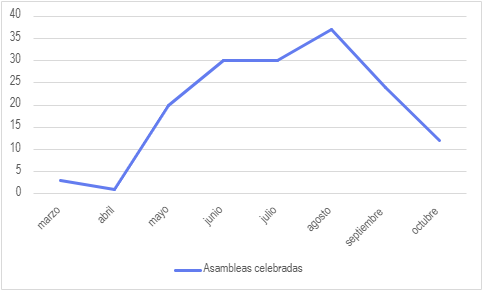 40
35
30
25
20
15
10
5
0
marzo
abril
mayo
junio
julio
agosto
septiembre
octubre
Asambleas celebradas